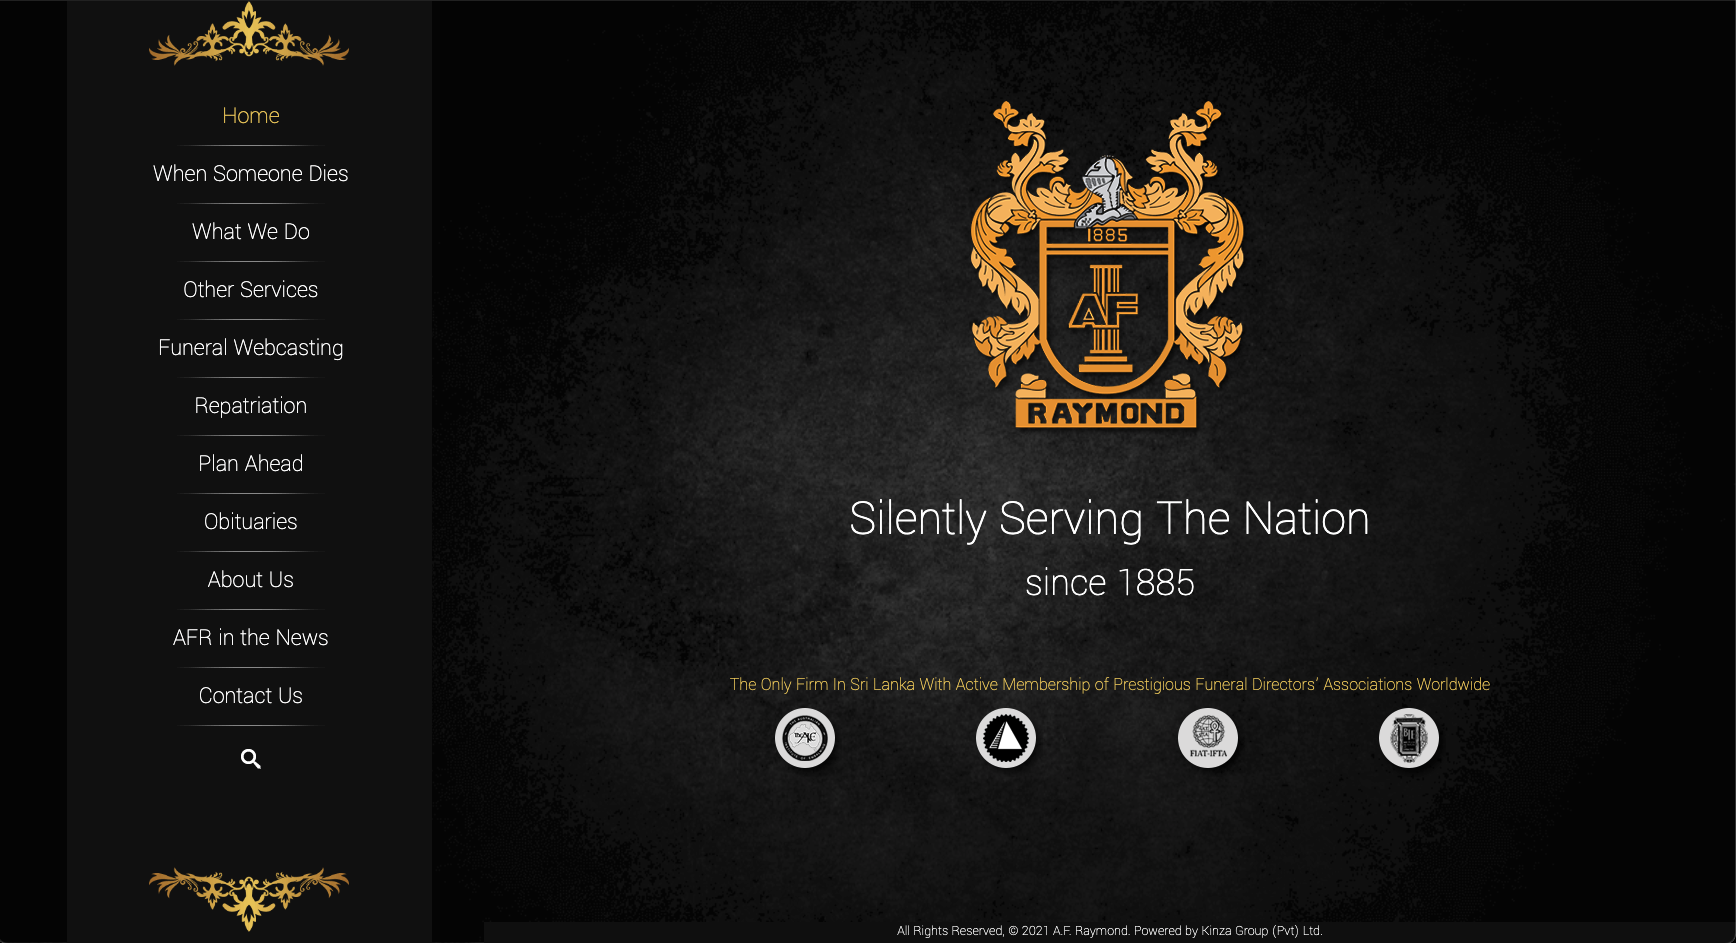 Home
When Someone Dies
What We Do
Other Services
Funeral Webcasting
Repatriation
Plan Ahead
Obituaries
About Us
AFR in the News
Contact Us
1885
AF
RAYMOND
Silently Serving The Nation
since 1885
The Only Firm In Sri Lanka With Active Membership of Prestigious Funeral Directors’ Associations Worldwide
FIAT-IFTA
All Rights Reserved, © 2021 A.F. Raymond. Powered by Kinza Group (Pvt) Ltd.